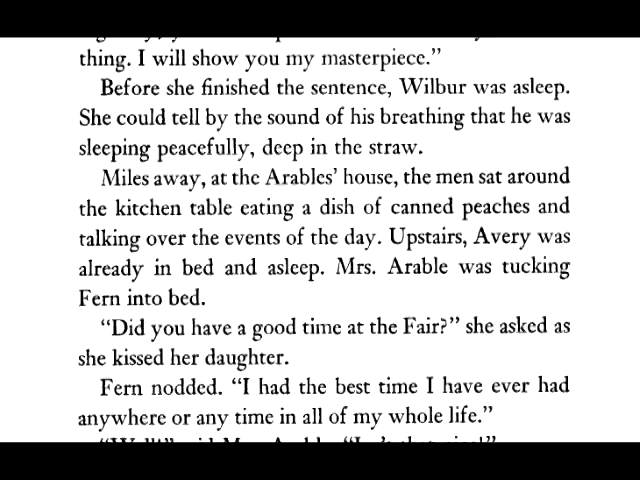 thing. I will show you my masterpiece.”
Before she finished the sentence, Wilbur was asleep.
She could tell by the sound of his breathing that he was
sleeping peacefully, deep in the straw.
Miles away, at the Arables’ house, the men sat around
the kitchen table eating a dish of canned peaches and
talking over the events of the day. Upstairs, Avery was
already in bed and asleep. Mrs. Arable was tucking
Fern into bed.
“Did you have a good time at the Fair?” she asked as
she kissed her daughter.
Fern nodded. “I had the best time I have ever had
anywhere or any time in all of my whole life.”